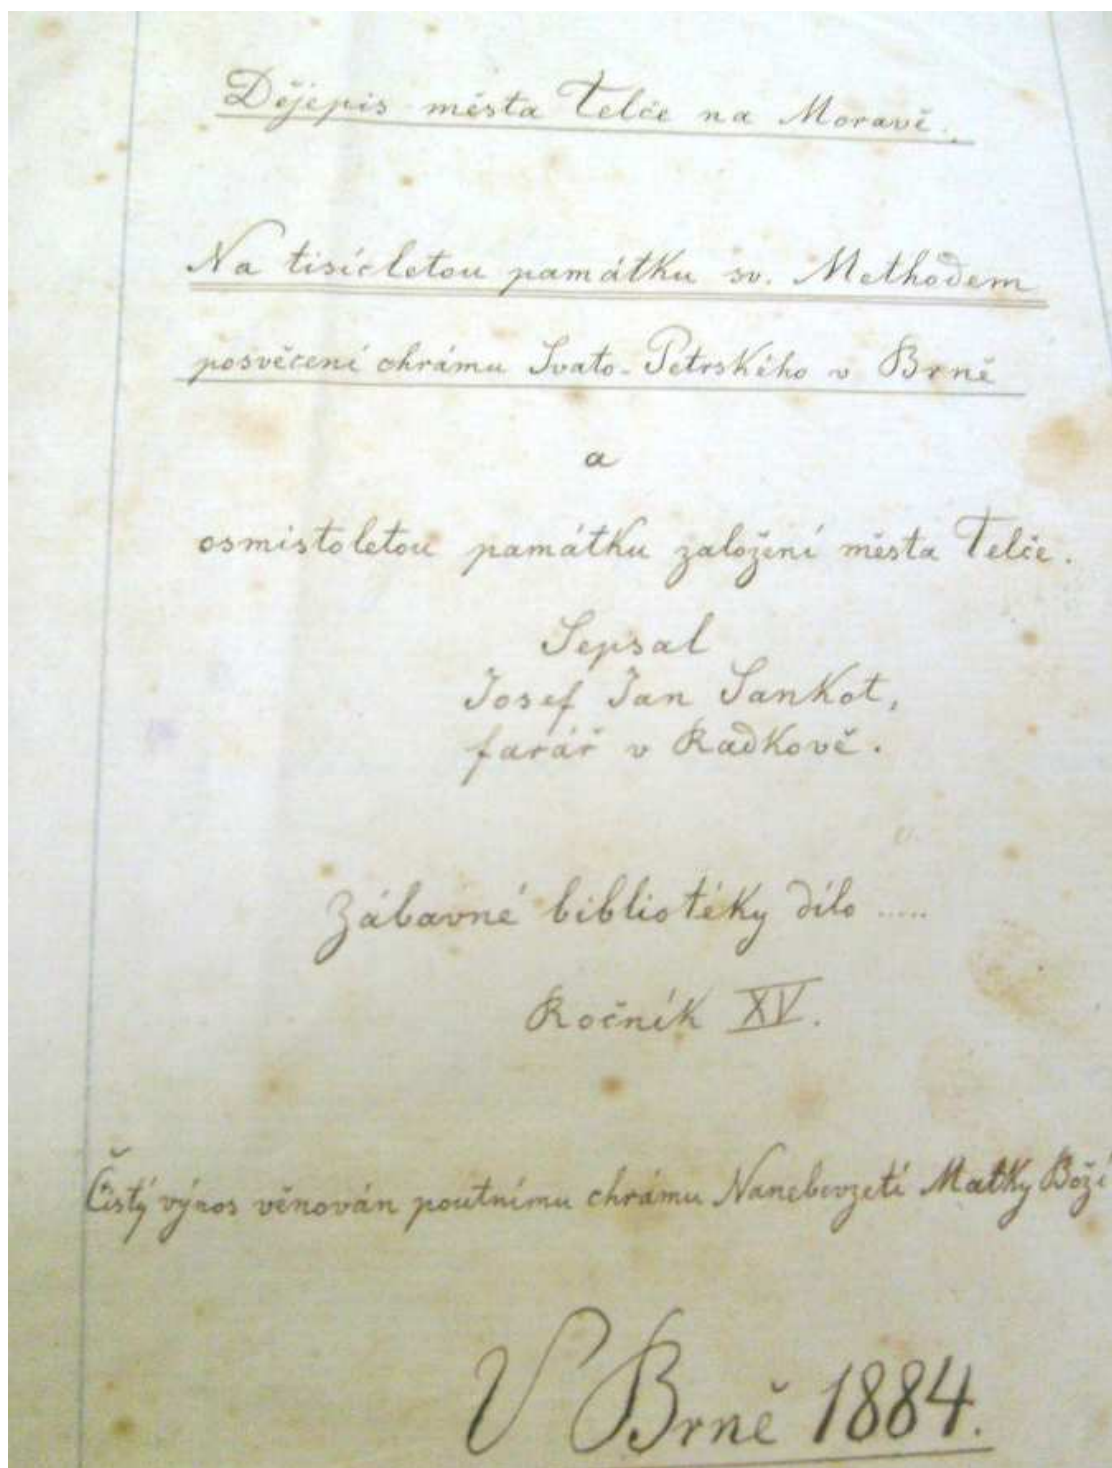 Dějepis města Telče na Moravě.
Na tisícletou památku sv. Methodem
posvěcení chrámu Svato-Petrského v Brně
a
osmistoletou památku založení města Telče.
Sepsal
Josef Jan Sankot,
farář v Radkově.
Zábavné bibliotéky dílo .....
Ročník XV.
Čistý výnos věnován poutnímu chrámu Nanebevzetí Matky Boží
V Brně 1884.